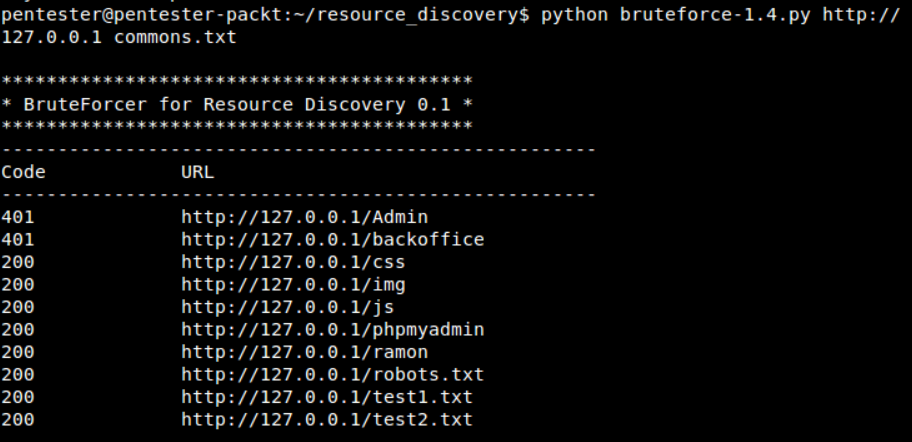 pentester@pentester-packt:~/resource_discovery$ python bruteforce-1.4.py http://
127.0.0.1 commons.txt
******************************************
* BruteForcer for Resource Discovery 0.1 *
******************************************
-----------------------------------------------------
Code URL
-----------------------------------------------------
401 http://127.0.0.1/Admin
401 http://127.0.0.1/backoffice
200 http://127.0.0.1/css
200 http://127.0.0.1/img
200 http://127.0.0.1/js
200 http://127.0.0.1/phpmyadmin
200 http://127.0.0.1/ramon
200 http://127.0.0.1/robots.txt
200 http://127.0.0.1/test1.txt
200 http://127.0.0.1/test2.txt